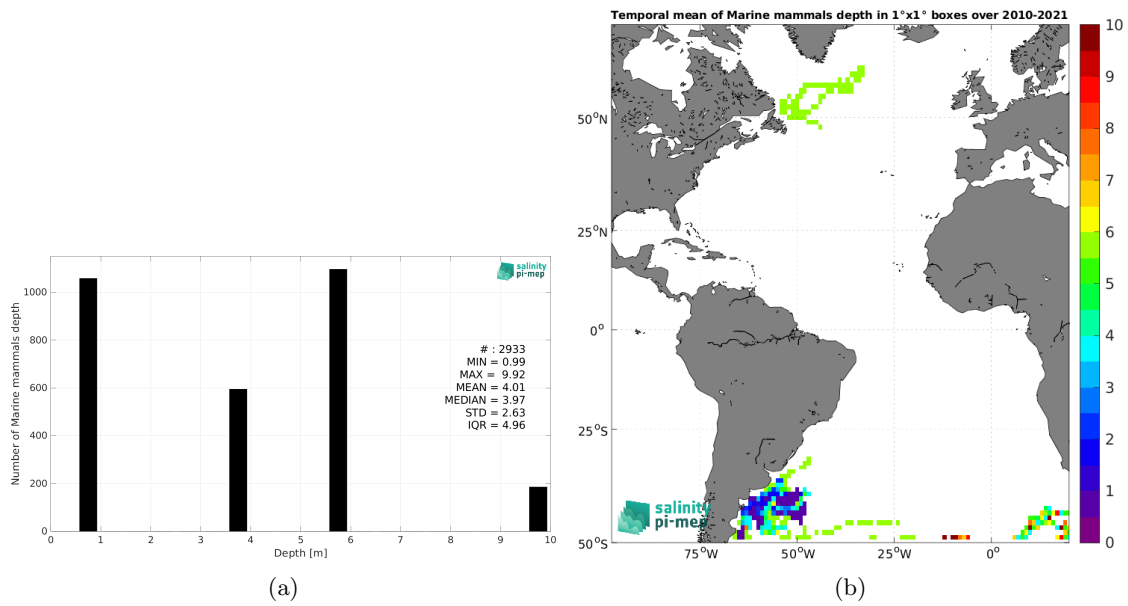 Number of Marine mammals depth
1000
800
600
400
200
0
0 1 2 3 4 5 6 7 8 9 10
Depth [m]
salinity
pi-mep
# : 2933
MIN = 0.99
MAX = 9.92
MEAN = 4.01
MEDIAN = 3.97
STD = 2.63
IQR = 4.96
(a)
Temporal mean of Marine mammals depth in 1°x1° boxes over 2010-2021
50°N
25°N
0°
25°S
50°S
75°W 50°W 25°W 0°
salinity
pi-mep
10
9
8
7
6
5
4
3
2
1
0
(b)